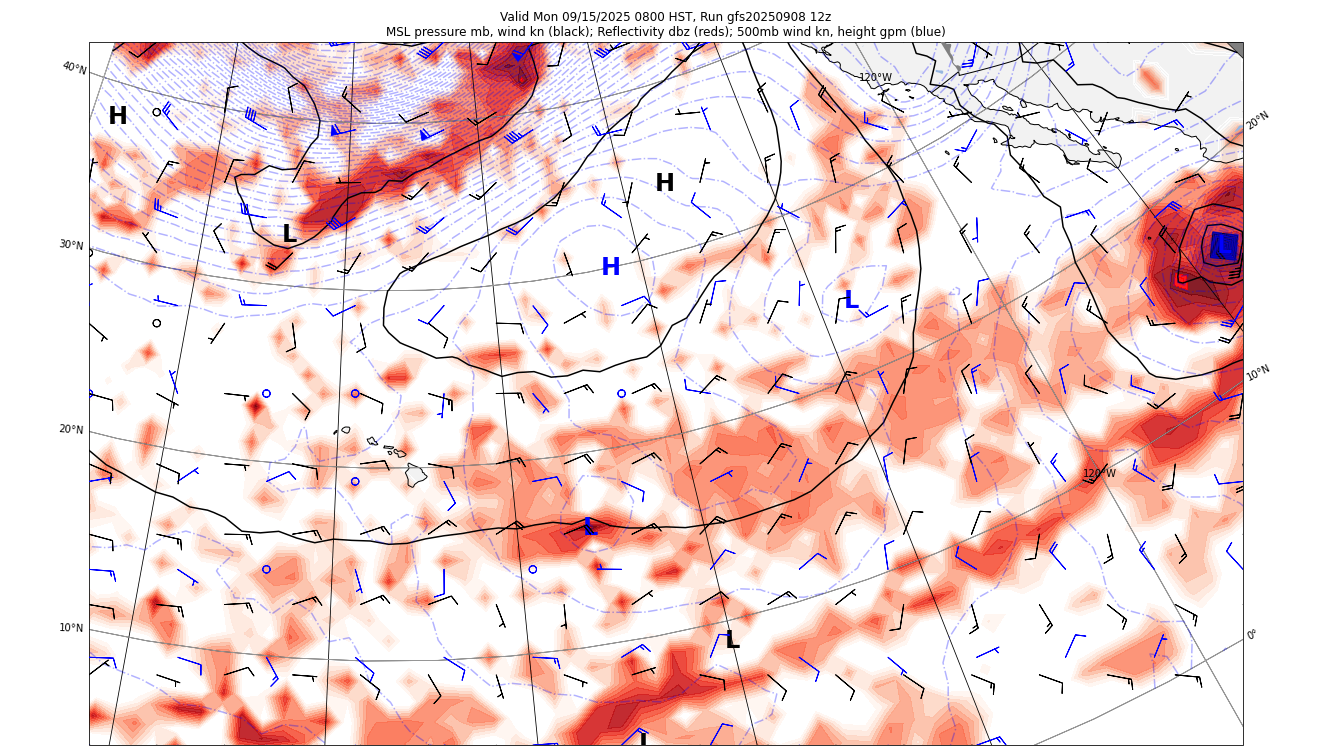 Valid Mon 09/15/2025 0800 HST, Run gfs20250908 12z
MSL pressure mb, wind kn (black); Reflectivity dbz (reds); 500mb wind kn, height gpm (blue)
40°N
120°W
H
20°N
H
L
30°N
L
H
L
10°N
20°N
120°W
L
10°N
L
0°
L